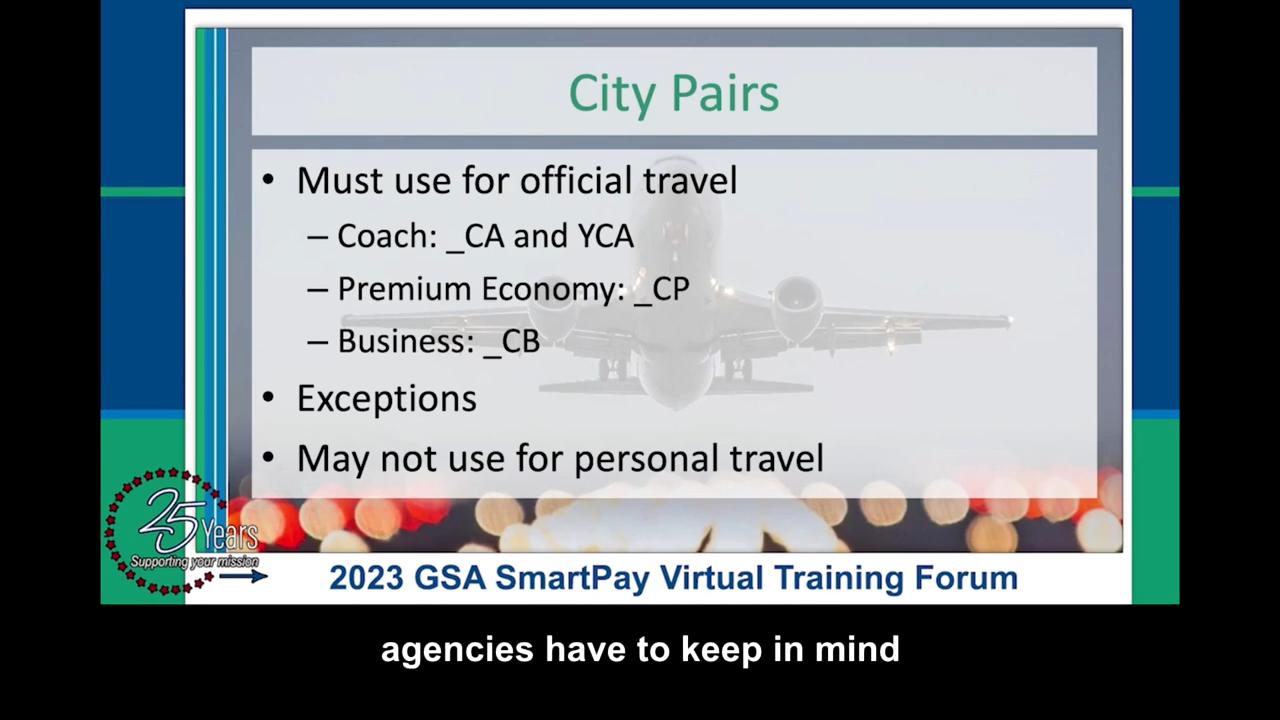 City Pairs
• Must use for official travel
– Coach: _CA and YCA
– Premium Economy: _CP
– Business: _CB
• Exceptions
• May not use for personal travel
25 Years
Supporting your mission
2023 GSA SmartPay Virtual Training Forum
agencies have to keep in mind